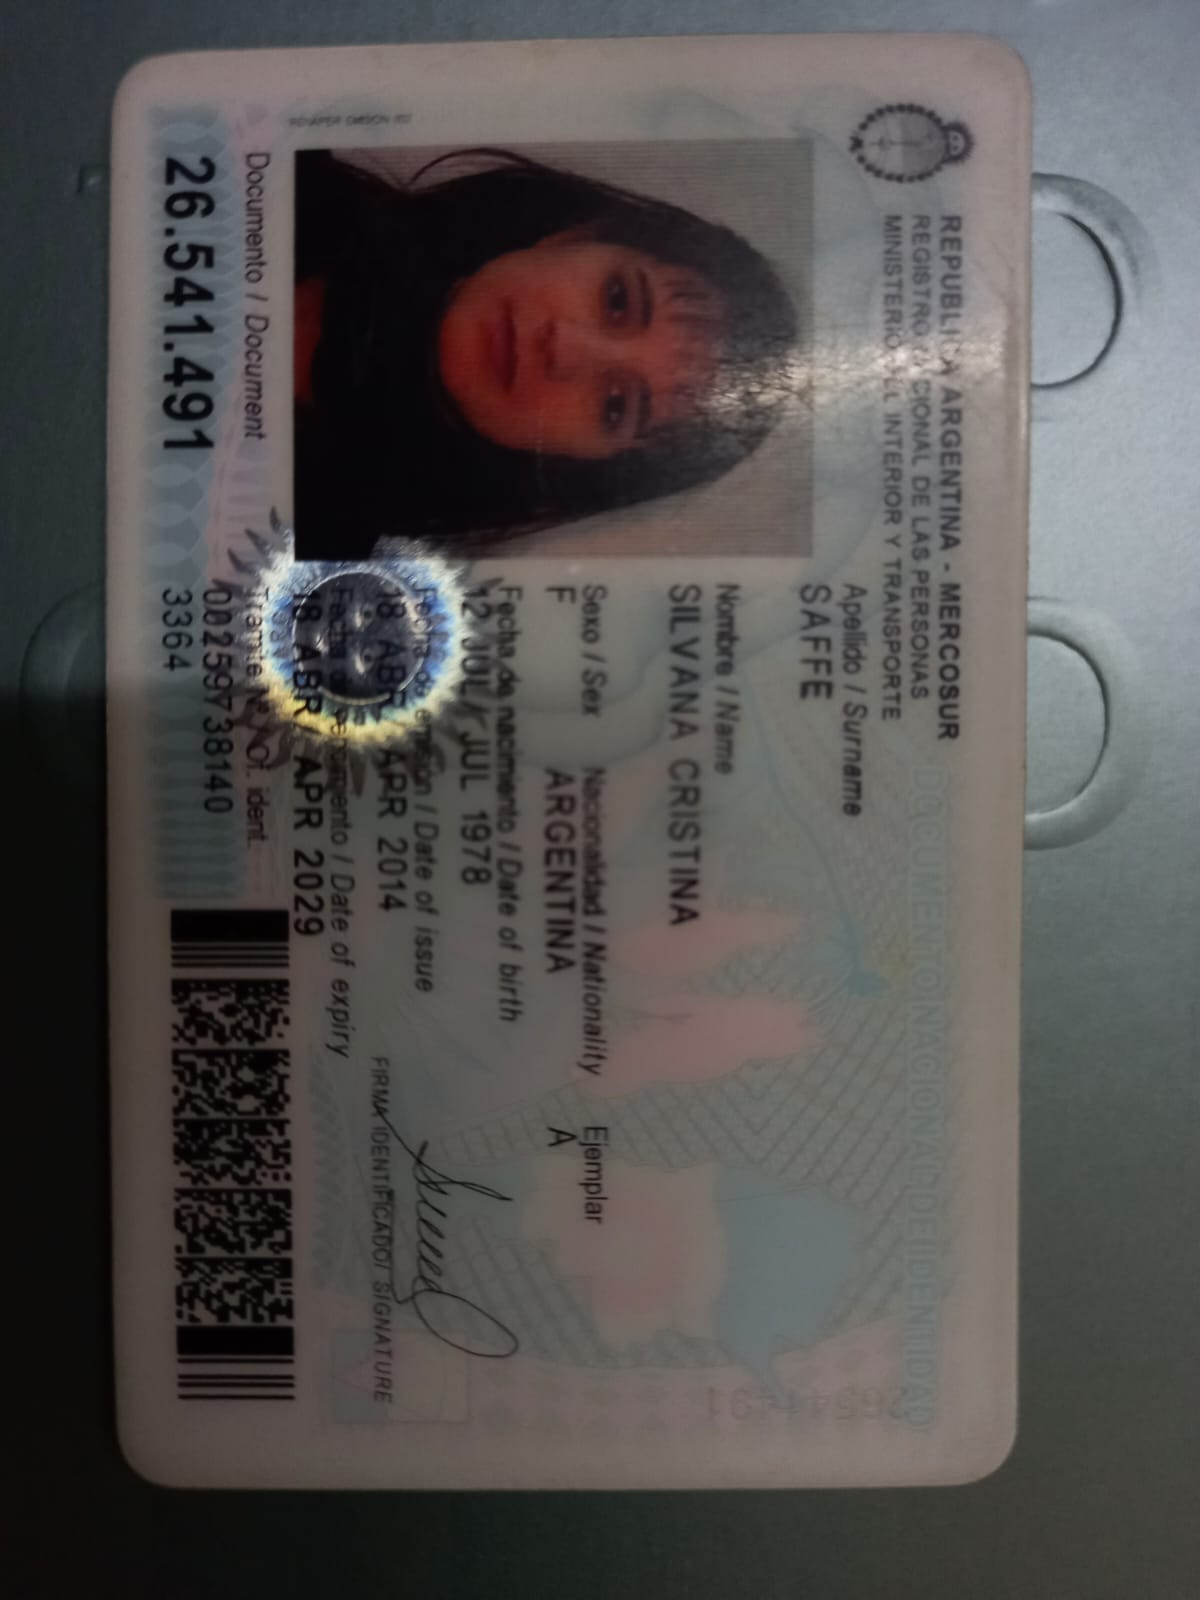 REPUBLICA ARGENTINA - MERCOSUR
REGISTRO NACIONAL DE LAS PERSONAS
MINISTERIO DEL INTERIOR Y TRANSPORTE
DOCUMENTO NACIONAL DE IDENTIDAD
Apellido / Surname
SAFFE
Nombre / Name
SILVANA CRISTINA
Sexo / Sex Nacionalidad / Nationality Ejemplar
F ARGENTINA A
Fecha de nacimiento / Date of birth
12 JUL / JUL 1978
Fecha de emisión / Date of issue
18 ABR / APR 2014
Fecha de vencimiento / Date of expiry
18 ABR / APR 2029
FIRMA IDENTIFICADO / SIGNATURE
Documento / Document
26.541.491
Tramite Nº / Of. ident.
00259738140
3364